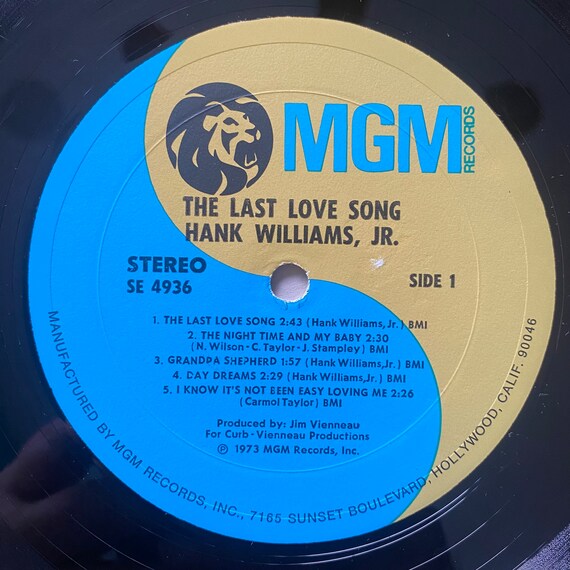 MGM RECORDS
THE LAST LOVE SONG
HANK WILLIAMS, JR.
STEREO
SE 4936
SIDE 1
1. THE LAST LOVE SONG 2:43 (Hank Williams, Jr.) BMI
2. THE NIGHT TIME AND MY BABY 2:30
(N. Wilson - C. Taylor - J. Stampley) BMI
3. GRANDPA SHEPHERD 1:57 (Hank Williams, Jr.) BMI
4. DAY DREAMS 2:29 (Hank Williams, Jr.) BMI
5. I KNOW IT'S NOT BEEN EASY LOVING ME 2:26
(Carmol Taylor) BMI
Produced by: Jim Vienneau
For Curb - Vienneau Productions
℗ 1973 MGM Records, Inc.
MANUFACTURED BY MGM RECORDS, INC., 7165 SUNSET BOULEVARD, HOLLYWOOD, CALIF. 90046